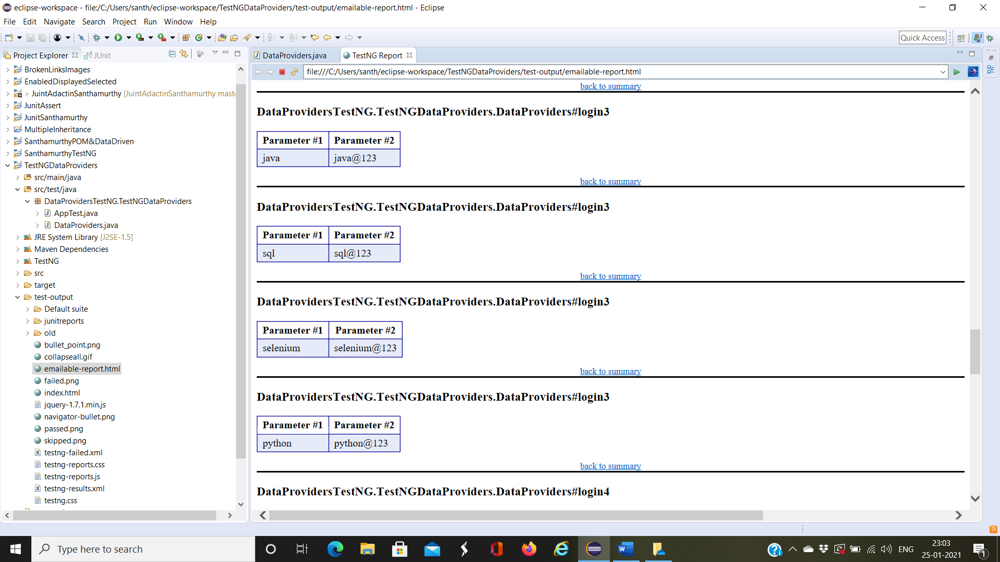 eclipse-workspace - file:/C:/Users/santh/eclipse-workspace/TestNGDataProviders/test-output/emailable-report.html - Eclipse
File Edit Navigate Search Project Run Window Help
Quick Access
Project Explorer
JUnit
BrokenLinksImages
EnabledDisplayedSelected
> JuintAdactinSanthamurthy [JuintAdactinSanthamurthy
JunitAssert
JunitSanthamurthy
MultipleInheritance
SanthamurthyPOM&DataDriven
SanthamurthyTestNG
TestNGDataProviders
src/main/java
src/test/java
DataProvidersTestNG.TestNGDataProviders
AppTest.java
DataProviders.java
JRE System Library [J2SE-1.5]
Maven Dependencies
TestNG
src
target
test-output
Default suite
junitreports
old
bullet_point.png
collapseall.gif
emailable-report.html
failed.png
index.html
jquery-1.7.1.min.js
navigator-bullet.png
passed.png
skipped.png
testng-failed.xml
testng-reports.css
testng-reports.js
testng-results.xml
testng.css
DataProviders.java
TestNG Report
file:///C:/Users/santh/eclipse-workspace/TestNGDataProviders/test-output/emailable-report.html
back to summary
DataProvidersTestNG.TestNGDataProviders.DataProviders#login3
Parameter #1 Parameter #2
java java@123
back to summary
DataProvidersTestNG.TestNGDataProviders.DataProviders#login3
Parameter #1 Parameter #2
sql sql@123
back to summary
DataProvidersTestNG.TestNGDataProviders.DataProviders#login3
Parameter #1 Parameter #2
selenium selenium@123
back to summary
DataProvidersTestNG.TestNGDataProviders.DataProviders#login3
Parameter #1 Parameter #2
python python@123
back to summary
DataProvidersTestNG.TestNGDataProviders.DataProviders#login4
Type here to search
ENG
23:03
25-01-2021
1